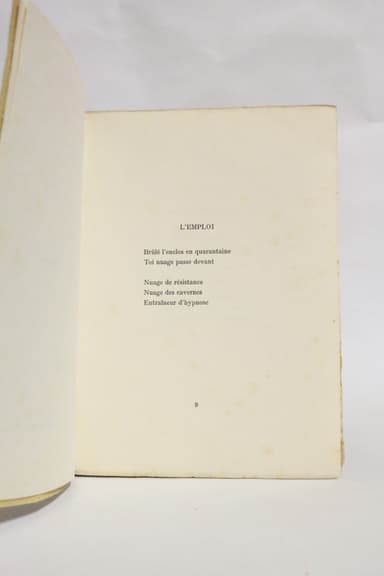 L'EMPLOI
Brûlé l'enclos en quarantaine
Toi nuage passe devant
Nuage de résistance
Nuage des cavernes
Entraîneur d'hypnose
9